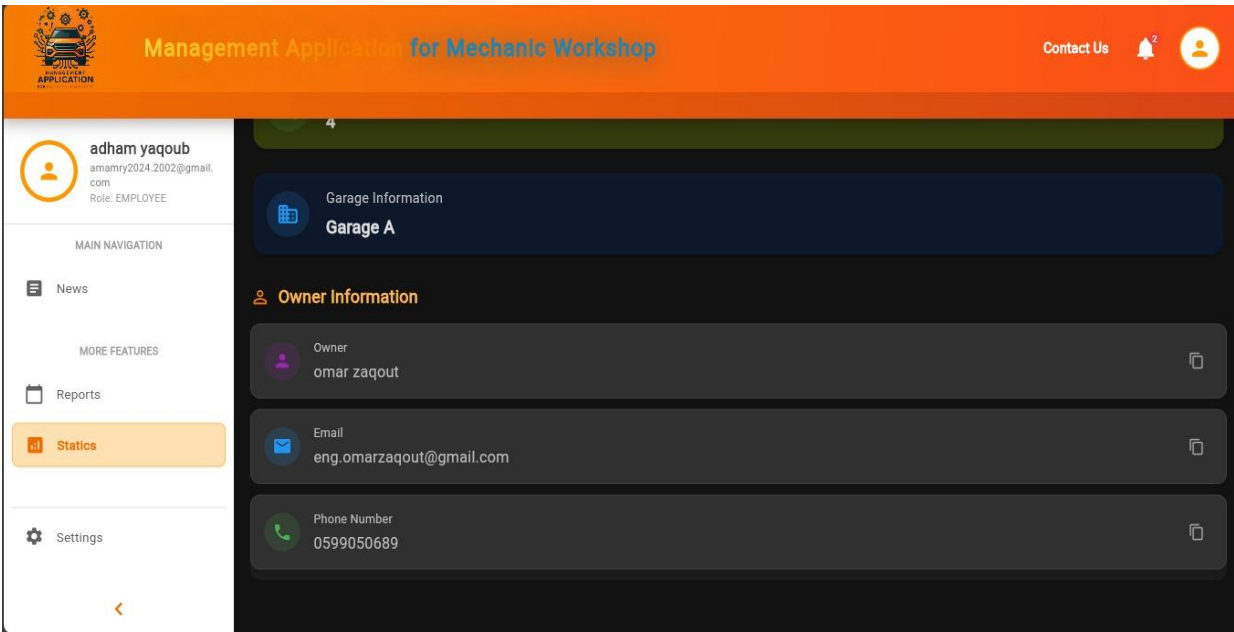 Management Application for Mechanic Workshop
Contact Us
2
MANAGEMENT
APPLICATION
adham yaqoub
amamry2024.2002@gmail.
com
Role: EMPLOYEE
MAIN NAVIGATION
News
MORE FEATURES
Reports
Statics
Settings
4
Garage Information
Garage A
Owner Information
Owner
omar zaqout
Email
eng.omarzaqout@gmail.com
Phone Number
0599050689